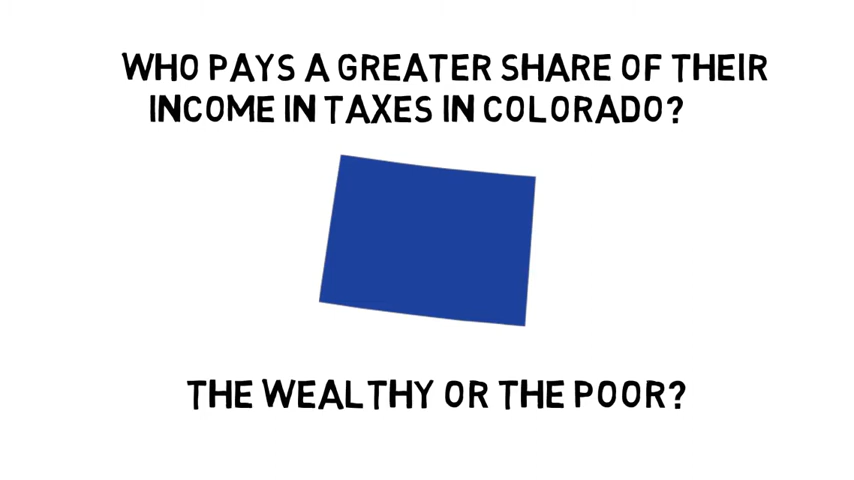 WHO PAYS A GREATER SHARE OF THEIR
INCOME IN TAXES IN COLORADO?
THE WEALTHY OR THE POOR?